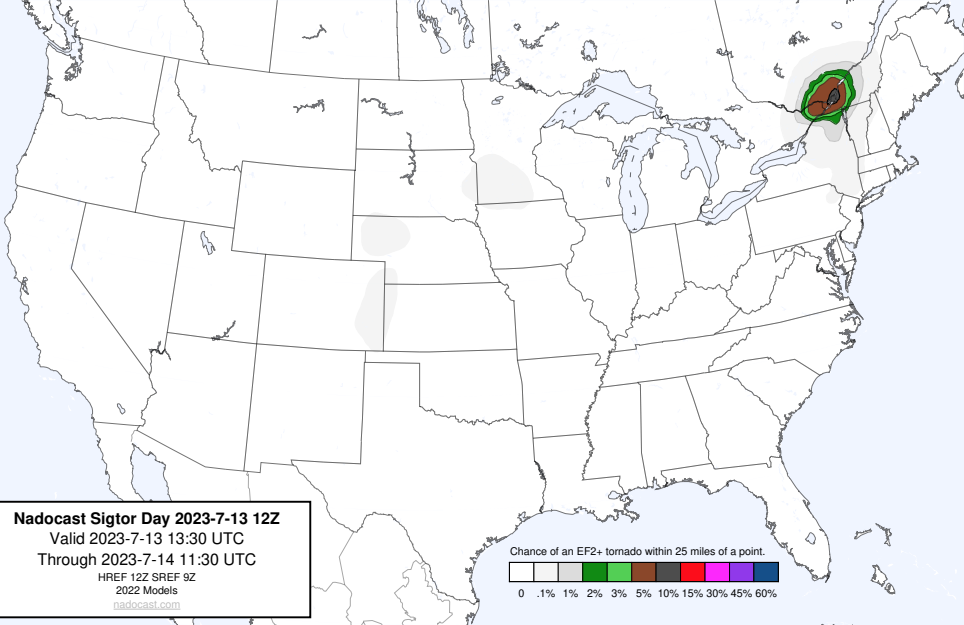 Nadocast Sigtor Day 2023-7-13 12Z
Valid 2023-7-13 13:30 UTC
Through 2023-7-14 11:30 UTC
HREF 12Z SREF 9Z
2022 Models
nadocast.com
Chance of an EF2+ tornado within 25 miles of a point.
0 .1% 1% 2% 3% 5% 10% 15% 30% 45% 60%